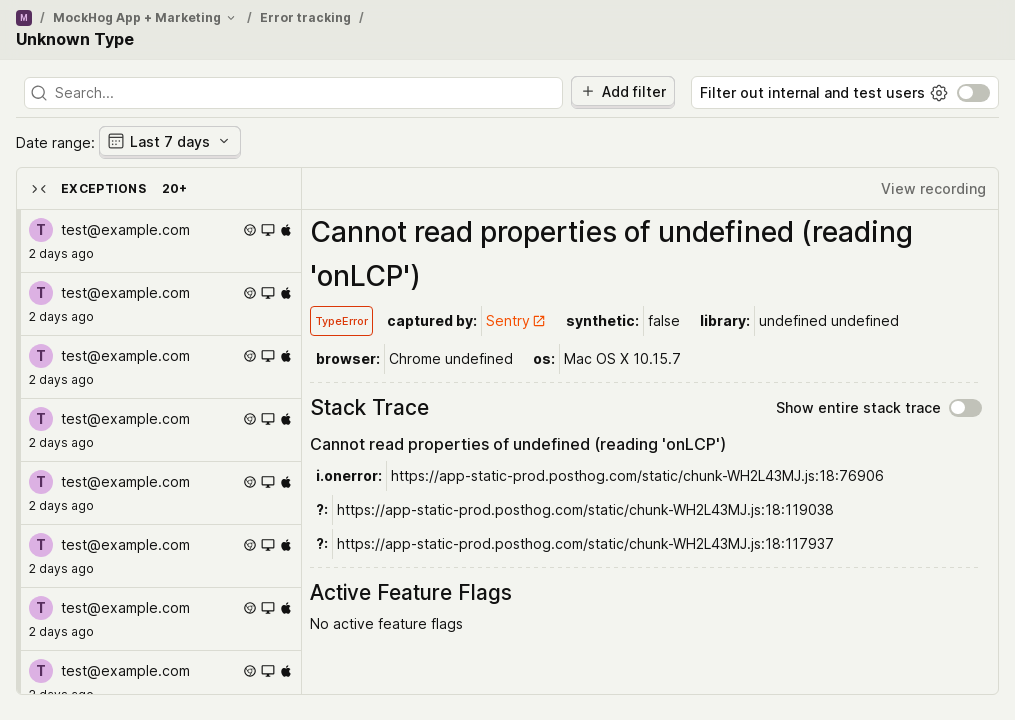 M / MockHog App + Marketing / Error tracking /
Unknown Type
Search...
Add filter
Filter out internal and test users
Date range: Last 7 days
EXCEPTIONS 20+
View recording
T test@example.com
2 days ago
T test@example.com
2 days ago
T test@example.com
2 days ago
T test@example.com
2 days ago
T test@example.com
2 days ago
T test@example.com
2 days ago
T test@example.com
2 days ago
T test@example.com
2 days ago
Cannot read properties of undefined (reading
'onLCP')
TypeError captured by: Sentry synthetic: false library: undefined undefined
browser: Chrome undefined os: Mac OS X 10.15.7
Stack Trace
Show entire stack trace
Cannot read properties of undefined (reading 'onLCP')
i.onerror: https://app-static-prod.posthog.com/static/chunk-WH2L43MJ.js:18:76906
?: https://app-static-prod.posthog.com/static/chunk-WH2L43MJ.js:18:119038
?: https://app-static-prod.posthog.com/static/chunk-WH2L43MJ.js:18:117937
Active Feature Flags
No active feature flags